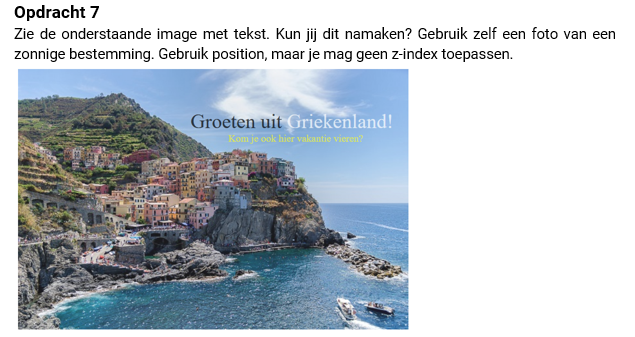 Opdracht 7
Zie de onderstaande image met tekst. Kun jij dit namaken? Gebruik zelf een foto van een
zonnige bestemming. Gebruik position, maar je mag geen z-index toepassen.
Groeten uit Griekenland!
Kom je ook hier vakantie vieren?